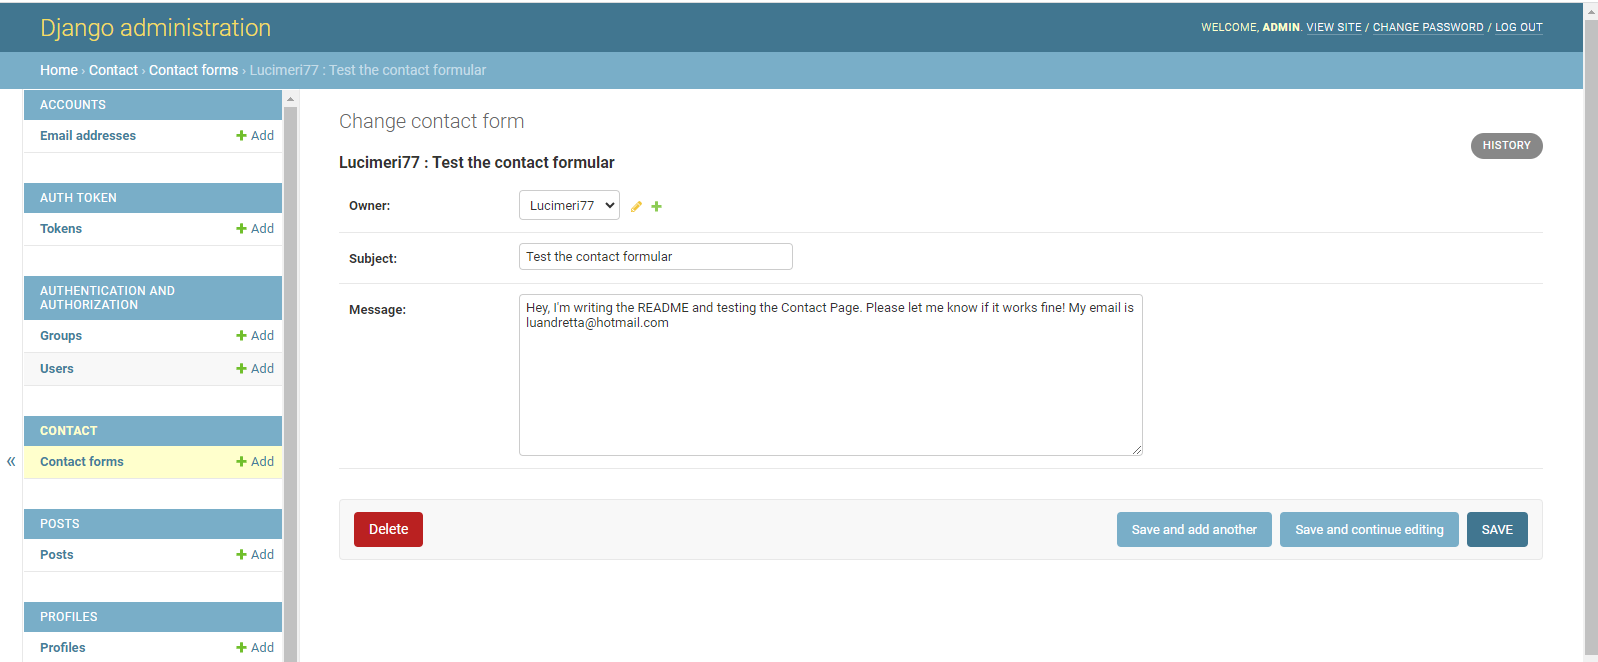 Django administration
WELCOME, ADMIN. VIEW SITE / CHANGE PASSWORD / LOG OUT
Home › Contact › Contact forms › Lucimeri77 : Test the contact formular
ACCOUNTS
Email addresses + Add
AUTH TOKEN
Tokens + Add
AUTHENTICATION AND
AUTHORIZATION
Groups + Add
Users + Add
CONTACT
Contact forms + Add
POSTS
Posts + Add
PROFILES
Profiles + Add
«
Change contact form
HISTORY
Lucimeri77 : Test the contact formular
Owner: Lucimeri77
Subject: Test the contact formular
Message: Hey, I'm writing the README and testing the Contact Page. Please let me know if it works fine! My email is
luandretta@hotmail.com
Delete Save and add another Save and continue editing SAVE